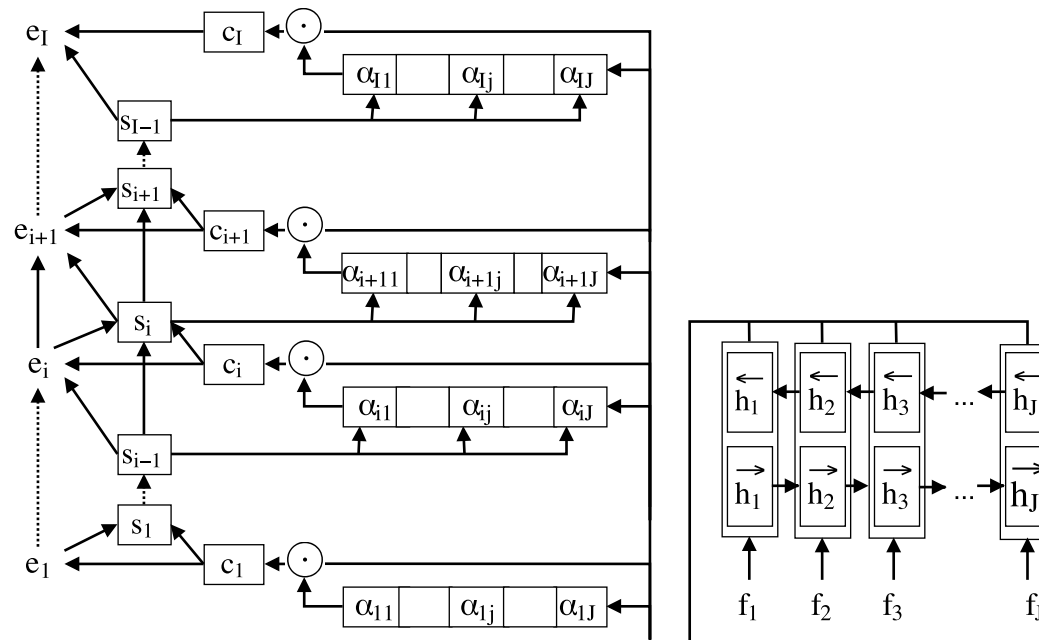 e_I c_I ·
α_I1 α_Ij α_IJ
s_I−1
s_i+1
e_i+1 c_i+1 ·
α_i+11 α_i+1j α_i+1J
s_i
e_i c_i ·
α_i1 α_ij α_iJ
s_i−1
s_1
e_1 c_1 ·
α_11 α_1j α_1J
←h_1 ←h_2 ←h_3 ... ←h_J
→h_1 →h_2 →h_3 ... →h_J
f_1 f_2 f_3 f_J